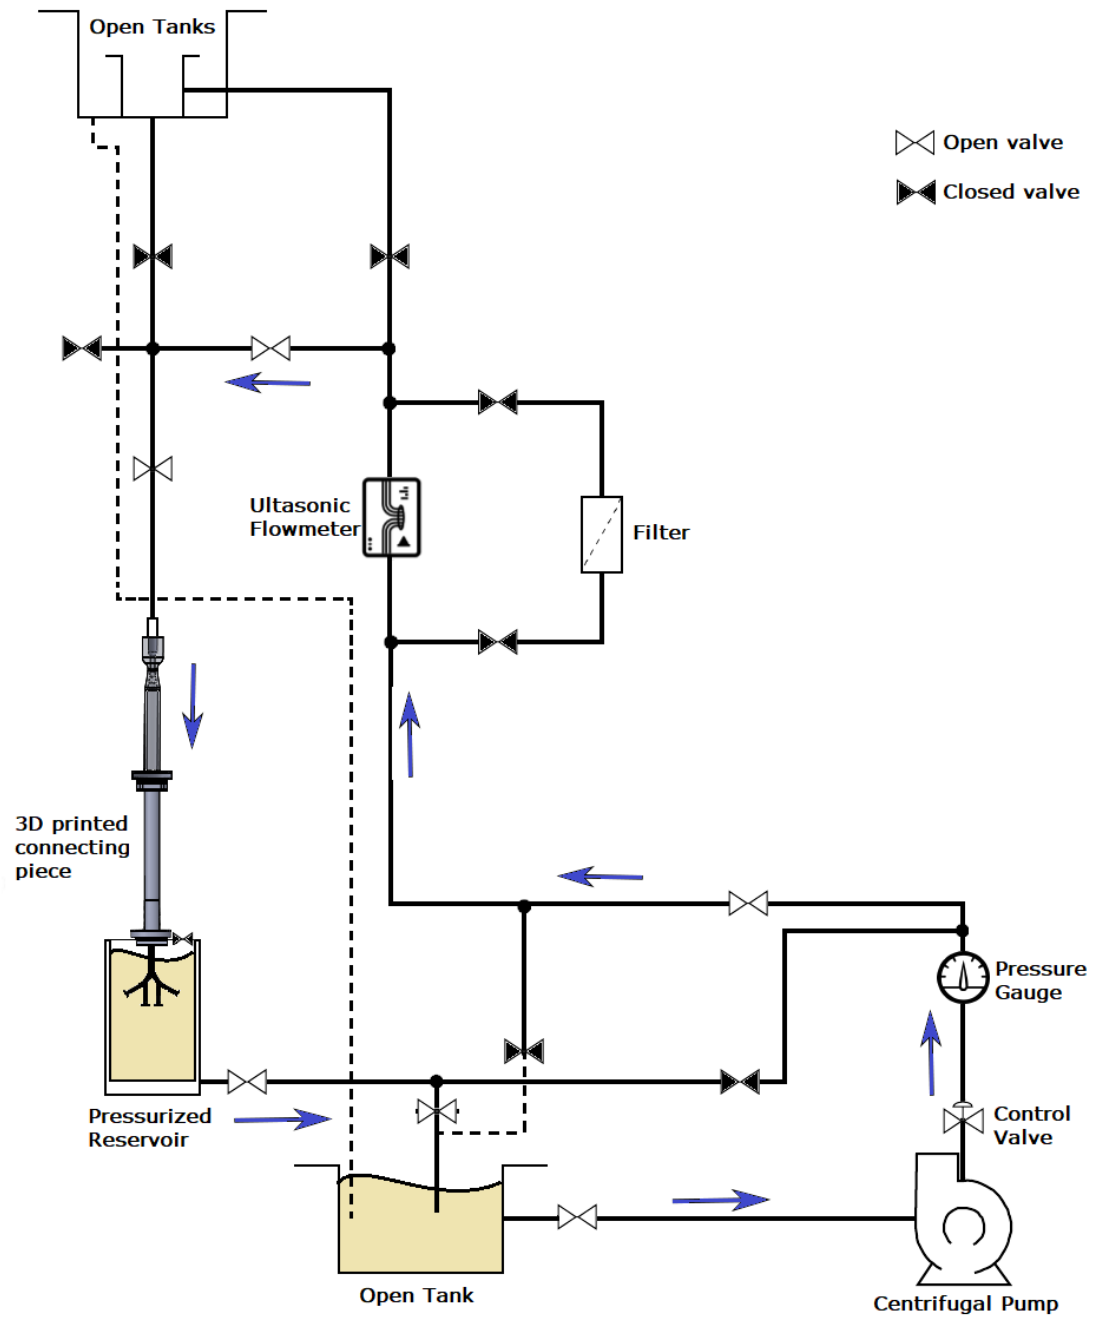 Open Tanks
Open valve
Closed valve
Ultasonic
Flowmeter
Filter
3D printed
connecting
piece
Pressure
Gauge
Pressurized
Reservoir
Control
Valve
Open Tank
Centrifugal Pump